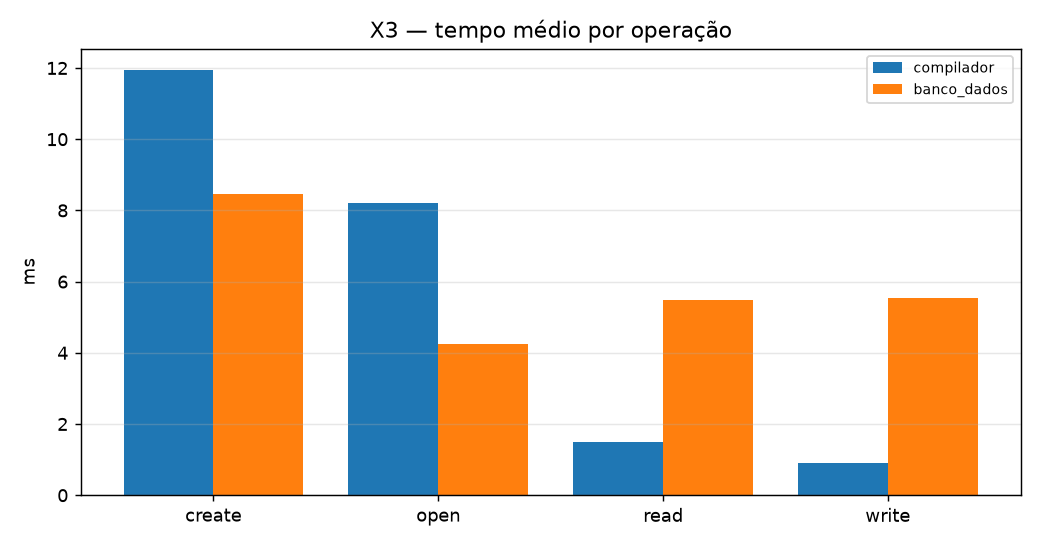 X3 — tempo médio por operação
compilador
banco_dados
ms
12
10
8
6
4
2
0
create
open
read
write